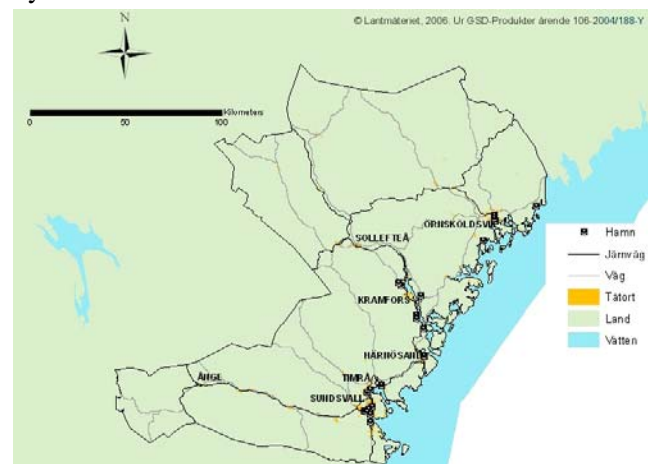 © Lantmäteriet, 2006. Ur GSD-Produkter ärende 106-2004/188-Y
N
Kilometers
0 50 100
ÖRNSKÖLDSVIK
SOLLEFTEÅ
KRAMFORS
HÄRNÖSAND
TIMRÅ
ÅNGE
SUNDSVALL
Hamn
Järnväg
Väg
Tätort
Land
Vatten